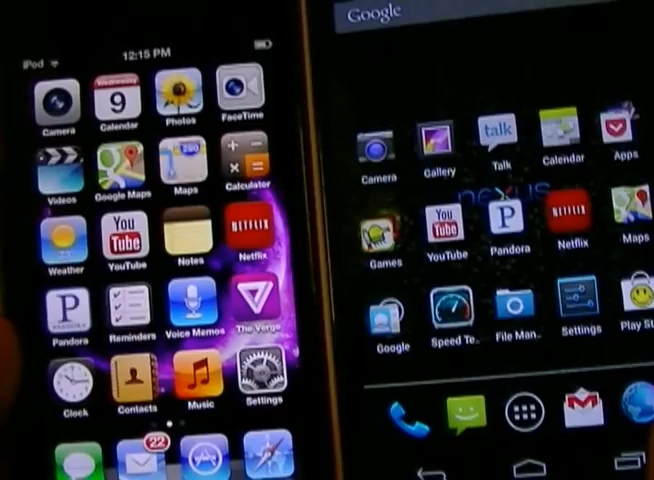 iPod 12:15 PM
Wednesday
9
Camera Calendar Photos FaceTime
280
Videos Google Maps Maps Calculator
You
Tube
NETFLIX
Weather YouTube Notes Netflix
P
PANDORA
Pandora Reminders Voice Memos The Verge
Clock Contacts Music Settings
22
Google
talk
Camera Gallery Talk Calendar Apps
nexus
You
Tube
P
NETFLIX
Games YouTube Pandora Netflix Maps
Google Speed Te.. File Man.. Settings Play St